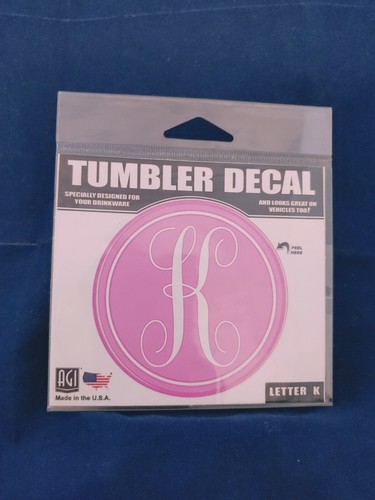 TUMBLER DECAL
SPECIALLY DESIGNED FOR
YOUR DRINKWARE
AND LOOKS GREAT ON
VEHICLES TOO!
PEEL
HERE
K
AGI
Made in the U.S.A.
LETTER K